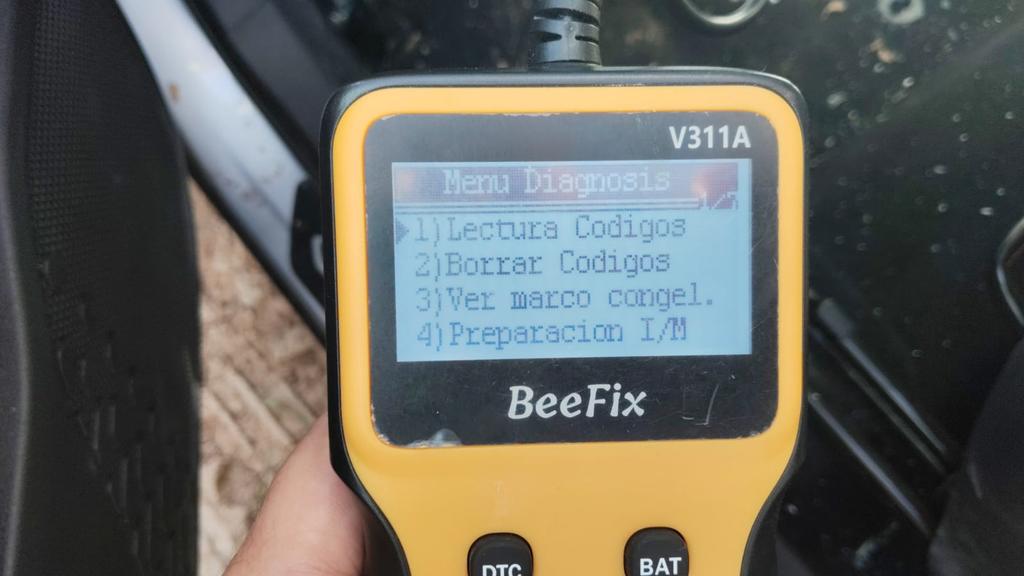 V311A
Menu Diagnosis
1)Lectura Codigos
2)Borrar Codigos
3)Ver marco congel.
4)Preparacion I/M
BeeFix
DTC
BAT